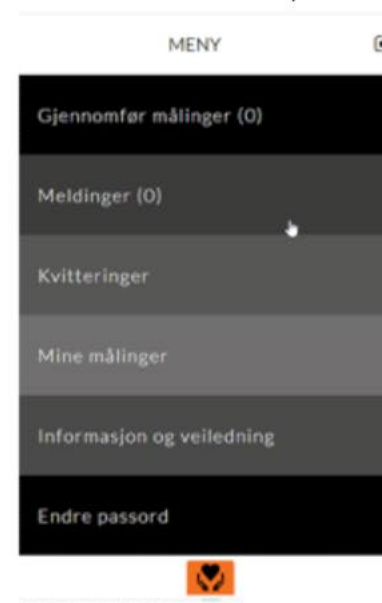 MENY
Gjennomfør målinger (0)
Meldinger (0)
Kvitteringer
Mine målinger
Informasjon og veiledning
Endre passord